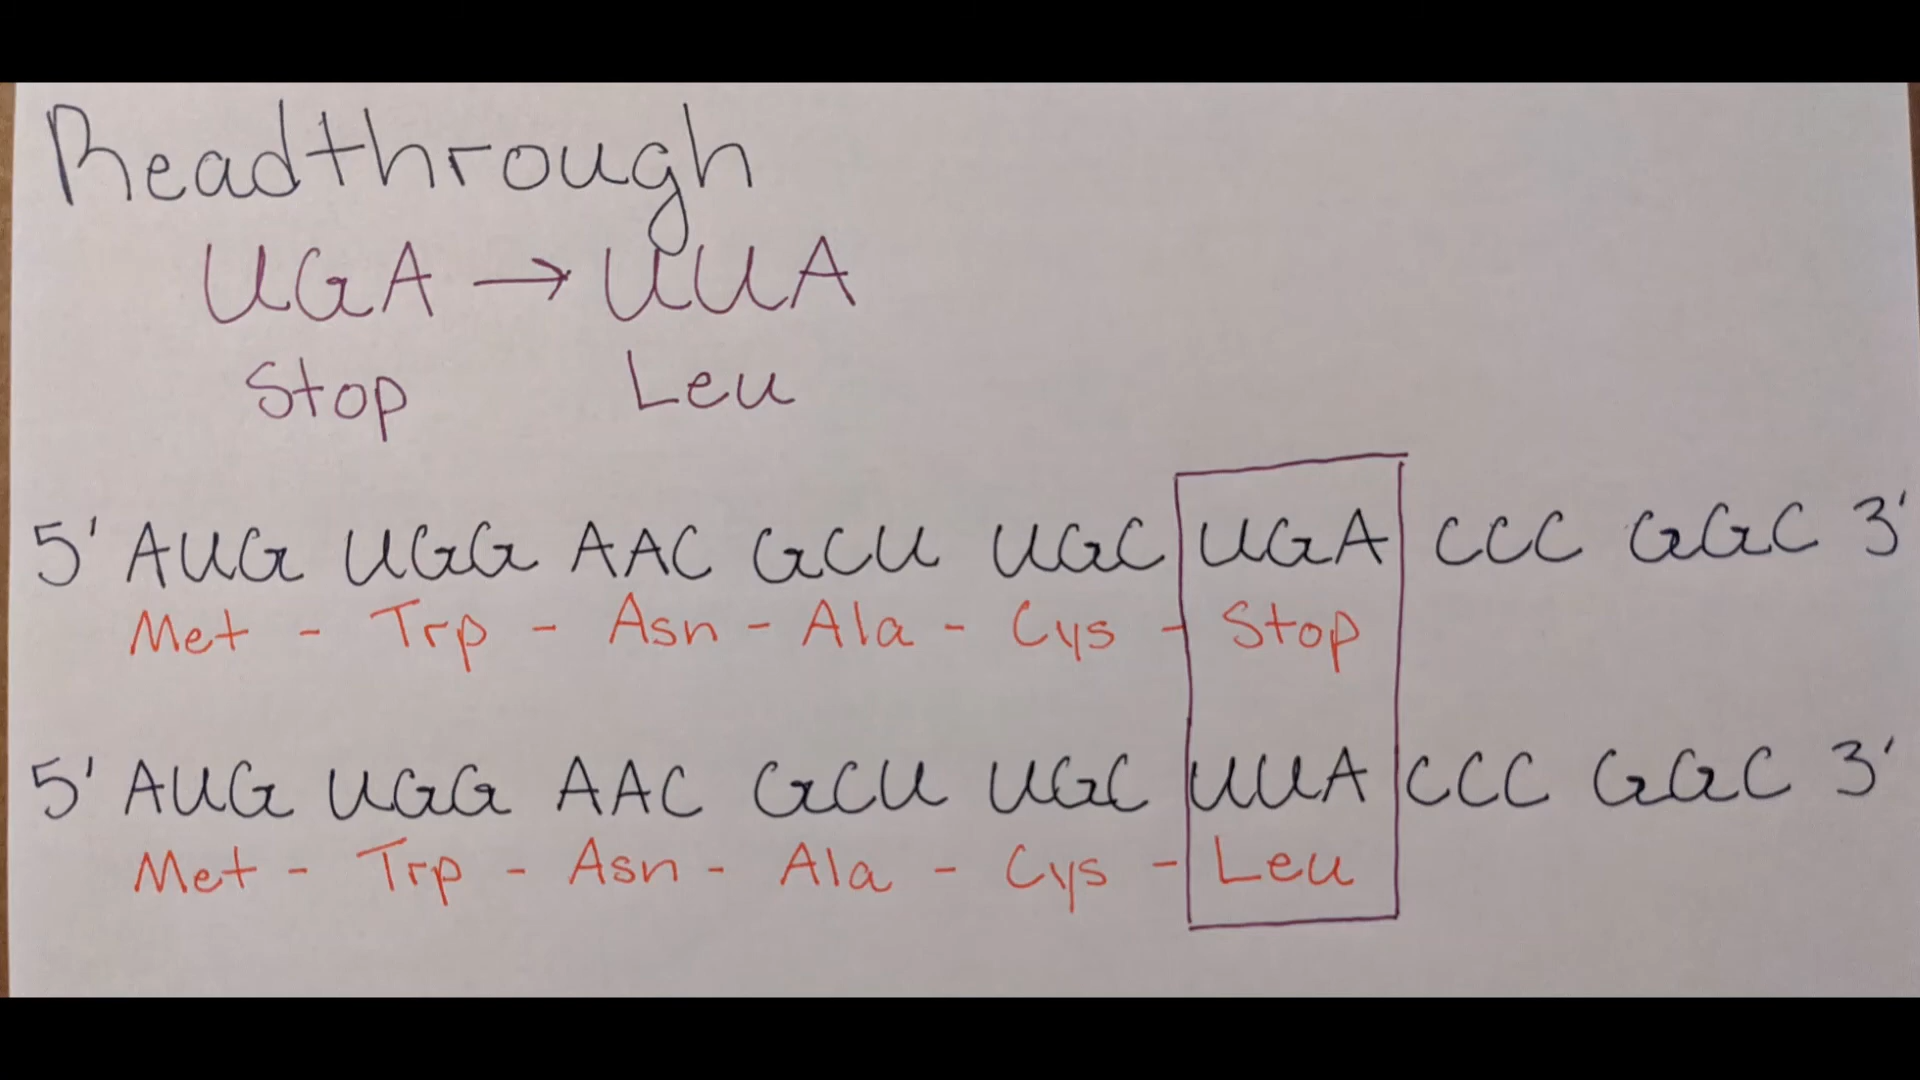 Readthrough
UGA → UUA
Stop Leu
5' AUG UGG AAC GCU UGC UGA CCC GGC 3'
Met - Trp - Asn - Ala - Cys - Stop
5' AUG UGG AAC GCU UGC UUA CCC GGC 3'
Met - Trp - Asn - Ala - Cys - Leu